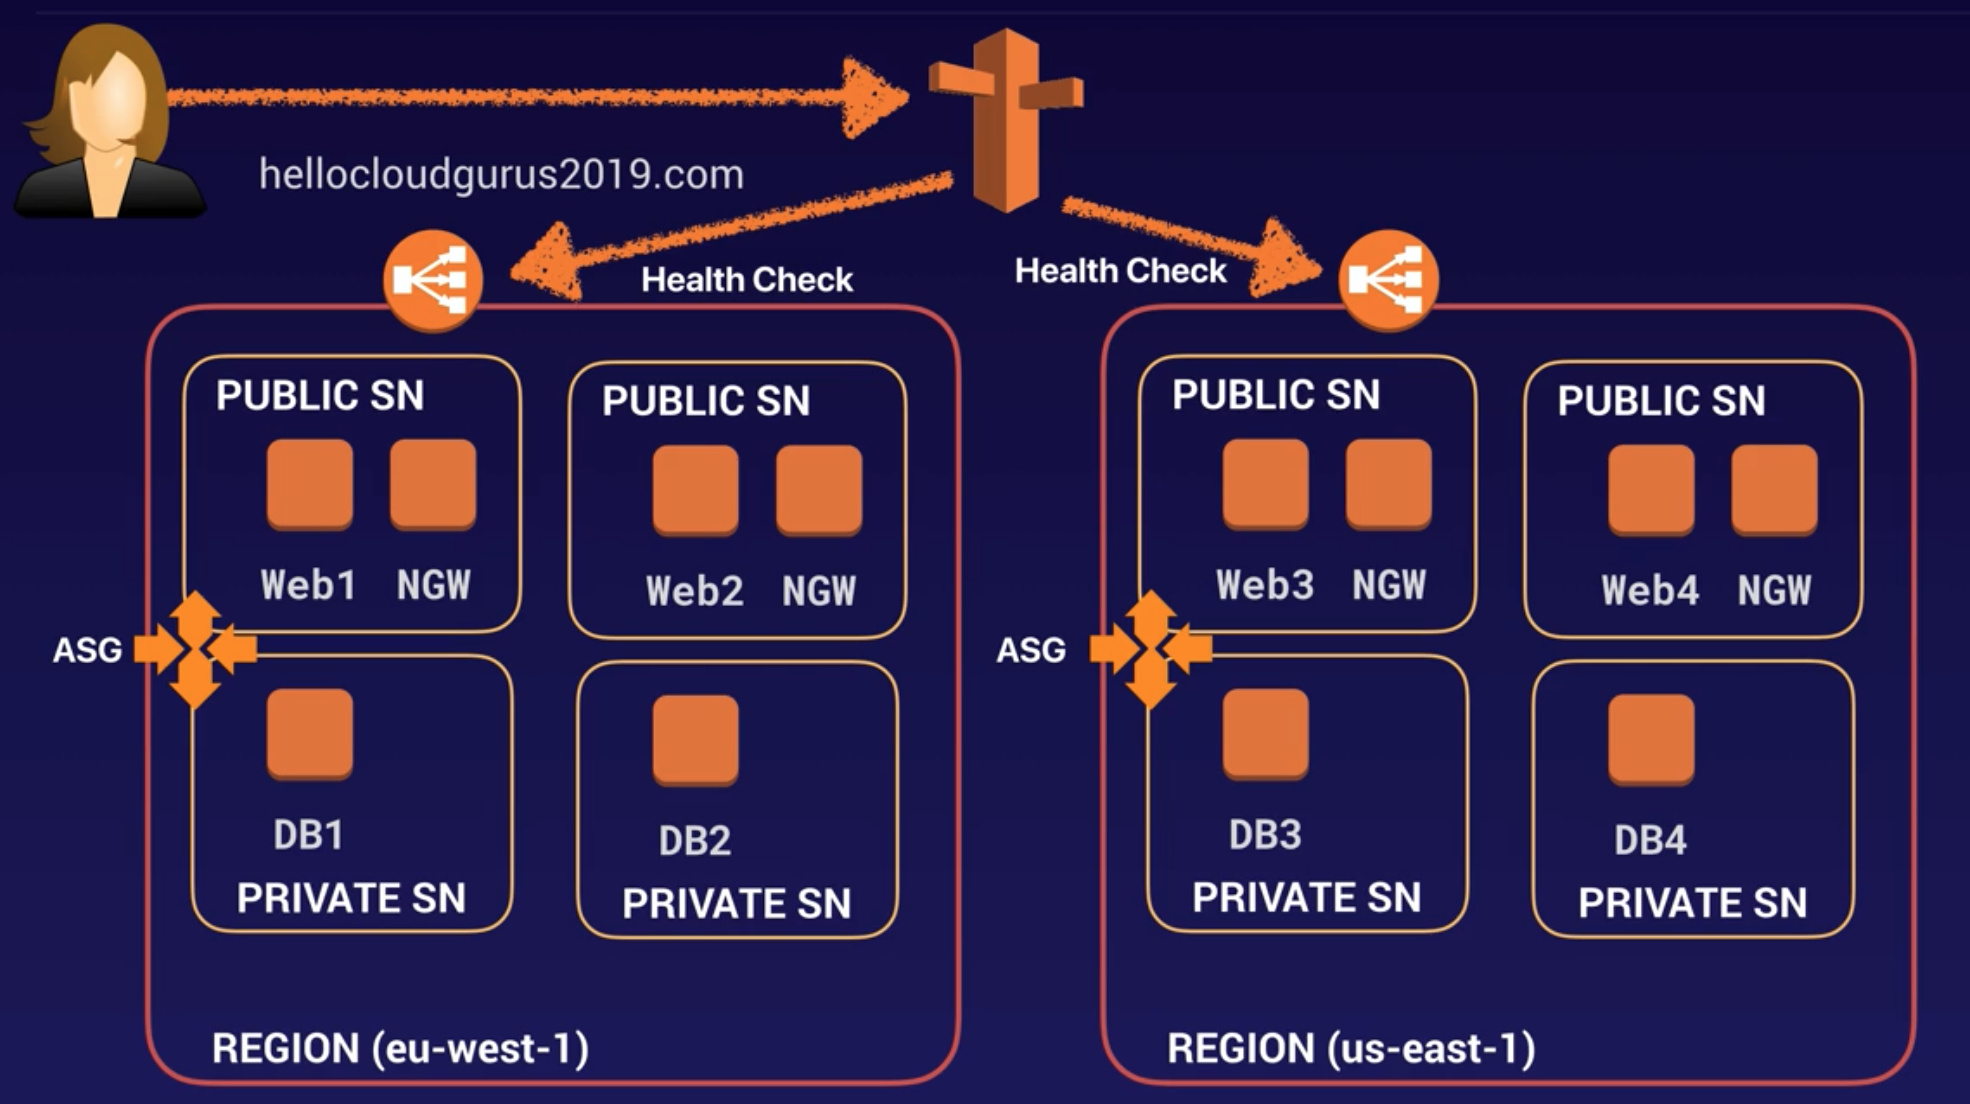 hellocloudgurus2019.com
Health Check
Health Check
PUBLIC SN
PUBLIC SN
Web1 NGW
Web2 NGW
ASG
DB1
DB2
PRIVATE SN
PRIVATE SN
REGION (eu-west-1)
PUBLIC SN
PUBLIC SN
Web3 NGW
Web4 NGW
ASG
DB3
DB4
PRIVATE SN
PRIVATE SN
REGION (us-east-1)